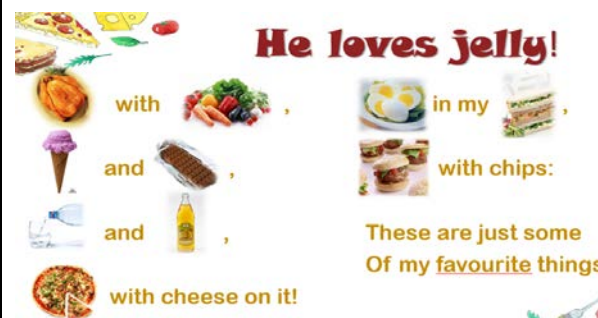 He loves jelly!
with ,
and ,
and ,
with cheese on it!
in my ,
with chips:
These are just some
Of my favourite things